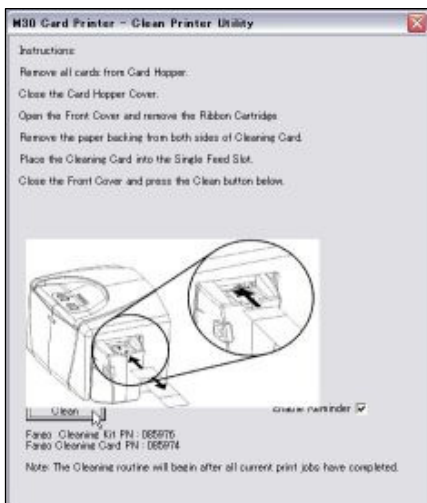 M30 Card Printer - Clean Printer Utility
Instructions:
Remove all cards from Card Hopper.
Close the Card Hopper Cover.
Open the Front Cover and remove the Ribbon Cartridge.
Remove the paper backing from both sides of Cleaning Card.
Place the Cleaning Card into the Single Feed Slot.
Close the Front Cover and press the Clean button below.
Clean
Enable Reminder
Fargo Cleaning Kit PN : 085976
Fargo Cleaning Card PN : 085974
Note: The Cleaning routine will begin after all current print jobs have completed.